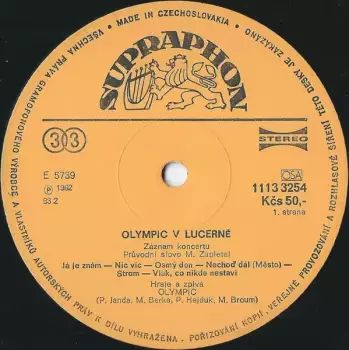 MADE IN CZECHOSLOVAKIA
VŠECHNA PRÁVA GRAMOFONOVÉHO VÝROBCE A VLASTNÍKŮ AUTORSKÝCH PRÁV K DÍLU VYHRAŽENA. POŘIZOVÁNÍ KOPIÍ, VEŘEJNÉ PROVOZOVÁNÍ A ROZHLASOVÉ ŠÍŘENÍ TÉTO DESKY JE ZAKÁZÁNO
SUPRAPHON
33
STEREO
E 5739
Ⓟ 1982
83 2
OSA
1113 3254
Kčs 50,-
1. strana
OLYMPIC V LUCERNĚ
Záznam koncertu
Průvodní slovo M. Zapletal
Já je znám — Nic víc — Osmý den — Nechoď dál (Město) —
Strom — Vlak, co nikde nestaví
Hraje a zpívá
OLYMPIC
(P. Janda, M. Berka, P. Hejduk, M. Broum)